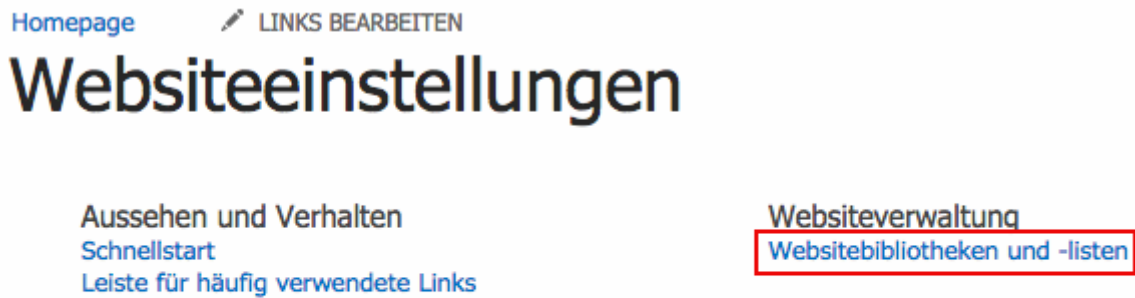 Homepage LINKS BEARBEITEN
Websiteeinstellungen
Aussehen und Verhalten
Schnellstart
Leiste für häufig verwendete Links
Websiteverwaltung
Websitebibliotheken und -listen